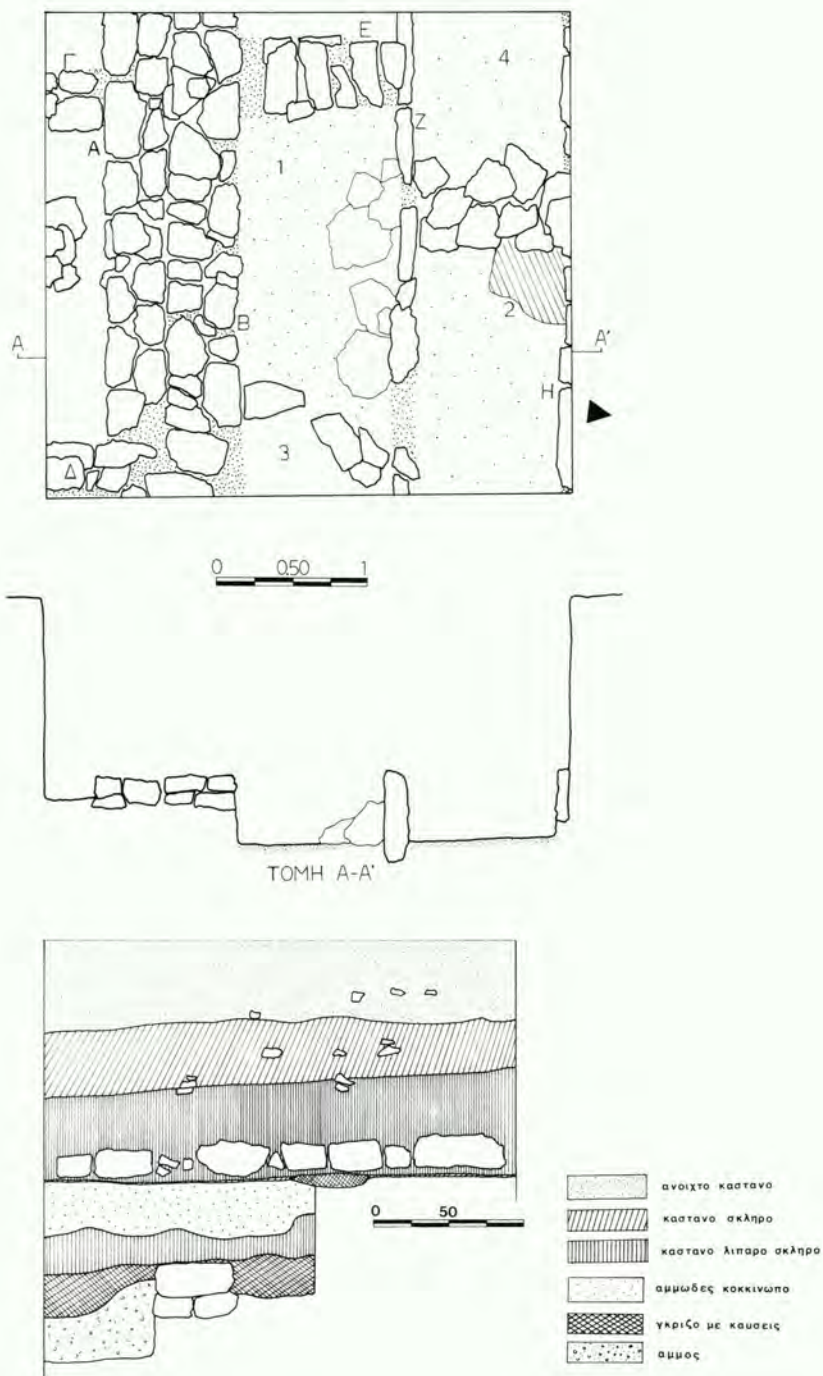 Γ E 4
A Z
1
A B 2 A'
H
Δ 3
0 0.50 1
ΤΟΜΗ Α-Α'
0 50
ανοιχτο καστανο
καστανο σκληρο
καστανο λιπαρο σκληρο
αμμωδες κοκκινωπο
γκριζο με καυσεις
αμμος